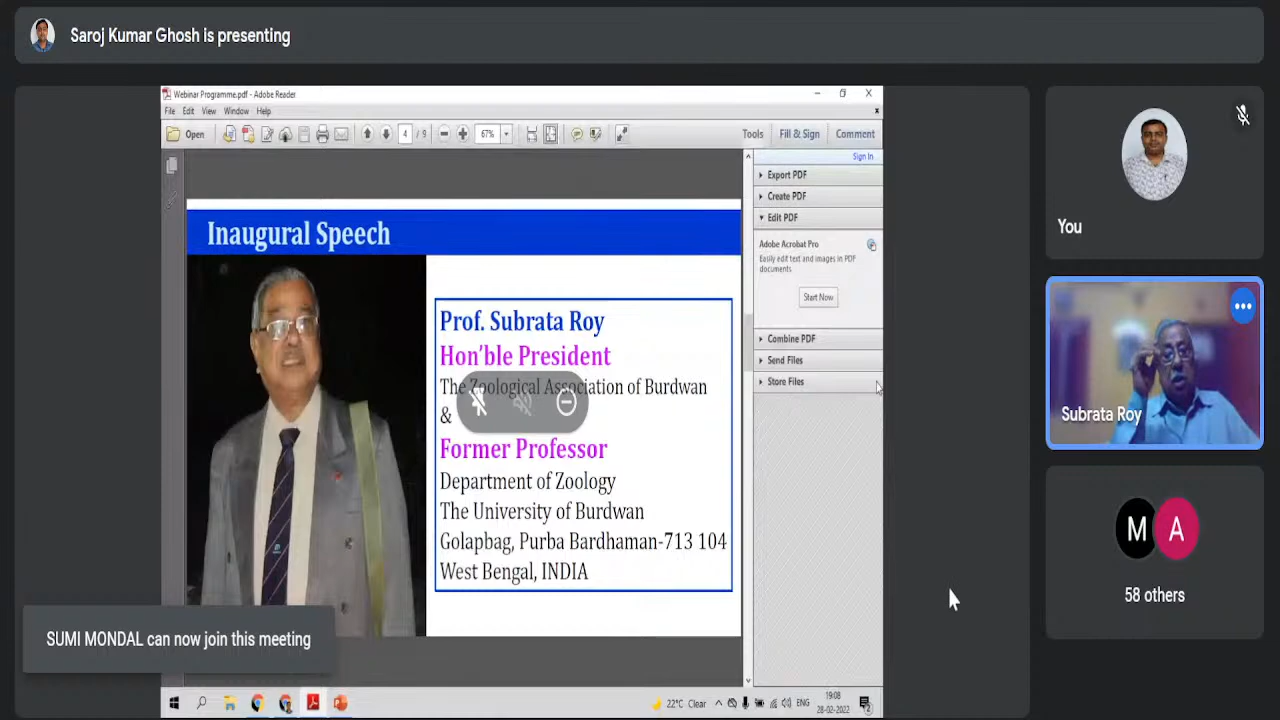 Saroj Kumar Ghosh is presenting
Webinar Programme.pdf - Adobe Reader
File Edit View Window Help
Open 4 / 9 67% Tools Fill & Sign Comment
Sign In
Export PDF
Create PDF
Edit PDF
Adobe Acrobat Pro
Easily edit text and images in PDF
documents
Start Now
Combine PDF
Send Files
Store Files
Inaugural Speech
Prof. Subrata Roy
Hon'ble President
The Zoological Association of Burdwan
&
Former Professor
Department of Zoology
The University of Burdwan
Golapbag, Purba Bardhaman-713 104
West Bengal, INDIA
You
Subrata Roy
M A
58 others
SUMI MONDAL can now join this meeting
22°C Clear ENG 19:08
28-02-2022